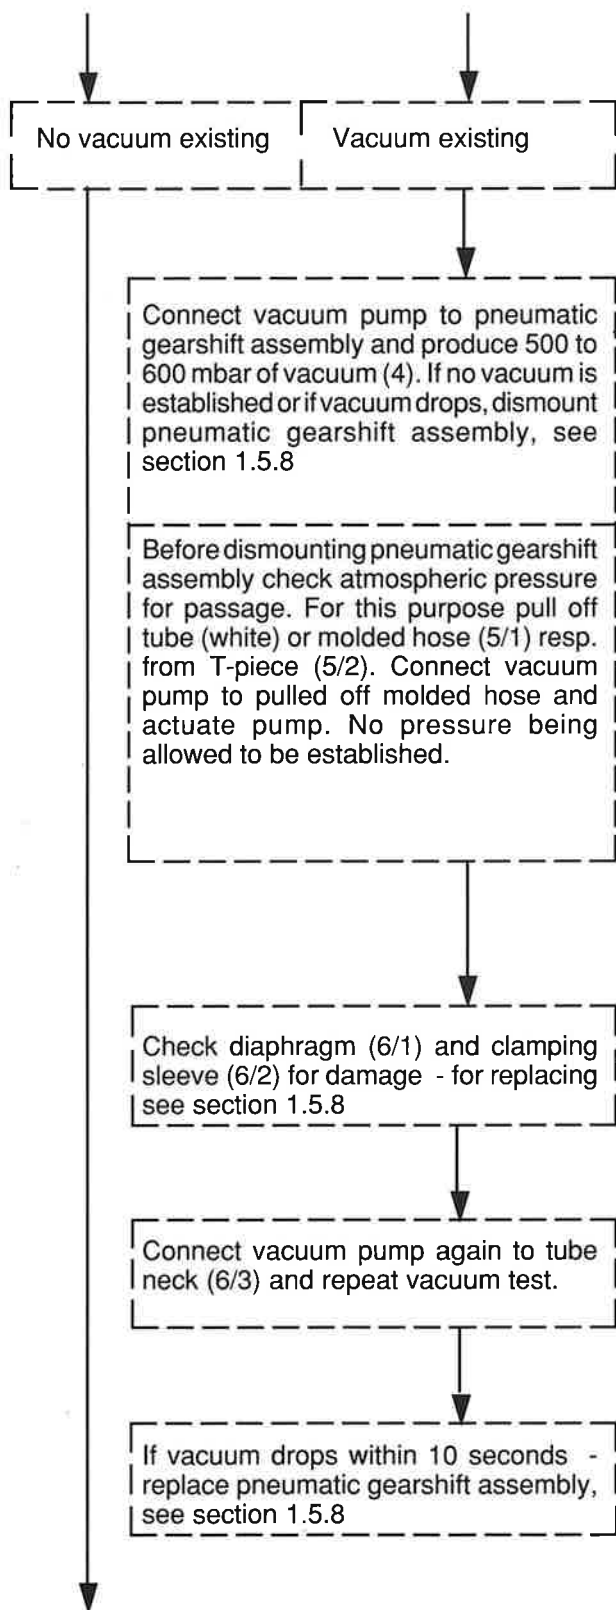 No vacuum existing
Vacuum existing
Connect vacuum pump to pneumatic
gearshift assembly and produce 500 to
600 mbar of vacuum (4). If no vacuum is
established or if vacuum drops, dismount
pneumatic gearshift assembly, see
section 1.5.8
Before dismounting pneumatic gearshift
assembly check atmospheric pressure
for passage. For this purpose pull off
tube (white) or molded hose (5/1) resp.
from T-piece (5/2). Connect vacuum
pump to pulled off molded hose and
actuate pump. No pressure being
allowed to be established.
Check diaphragm (6/1) and clamping
sleeve (6/2) for damage - for replacing
see section 1.5.8
Connect vacuum pump again to tube
neck (6/3) and repeat vacuum test.
If vacuum drops within 10 seconds -
replace pneumatic gearshift assembly,
see section 1.5.8